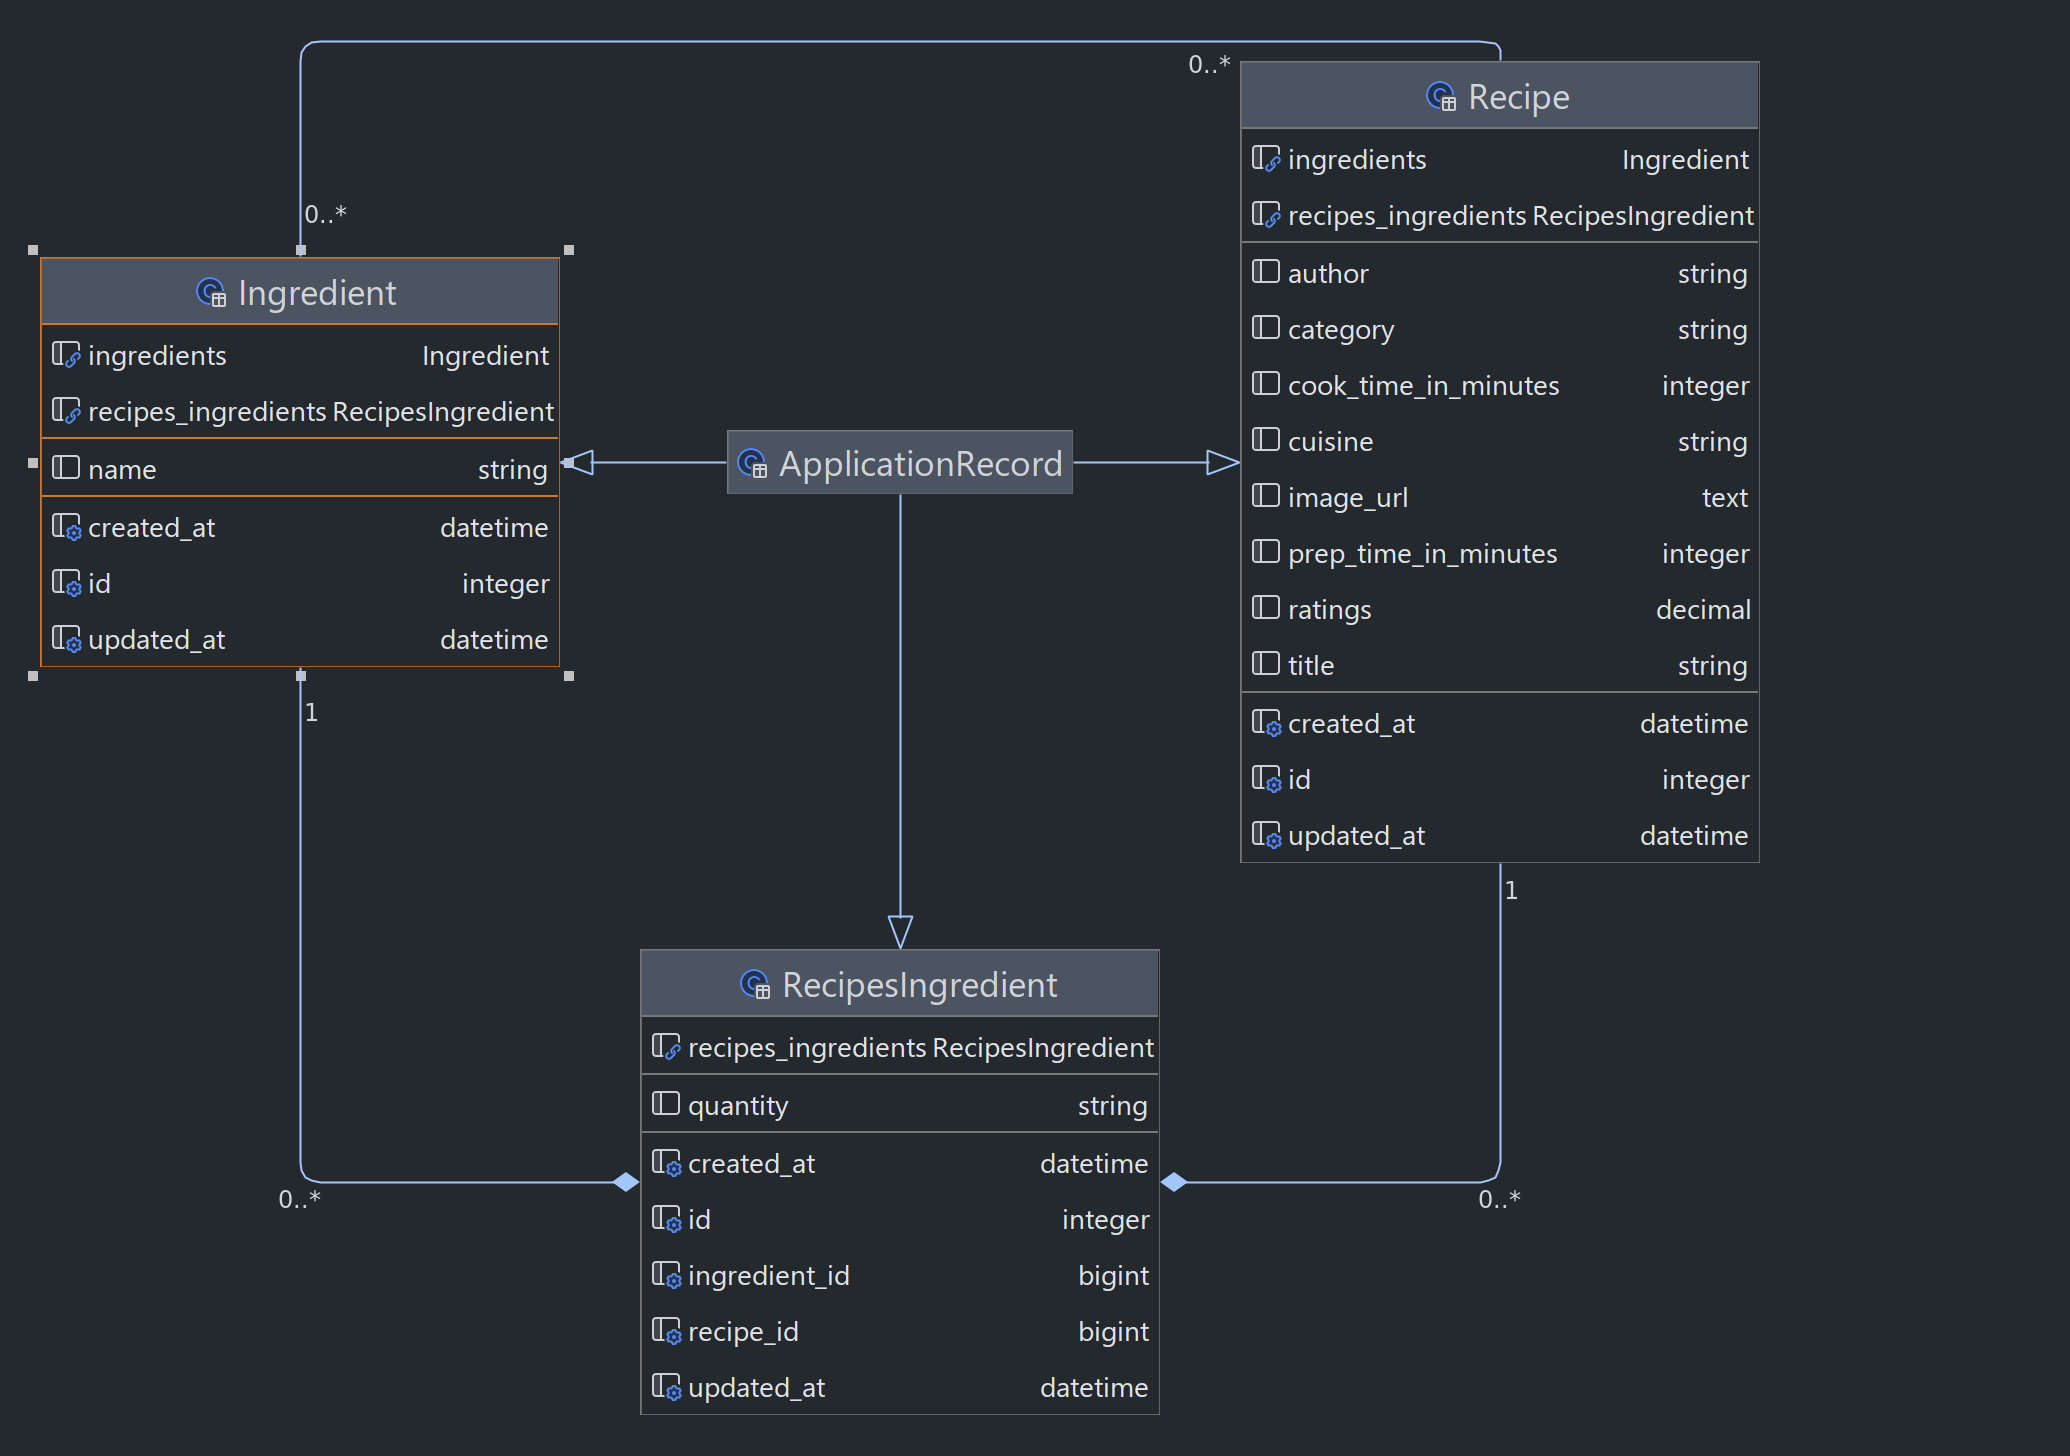 0..*
Recipe
ingredients Ingredient
recipes_ingredients RecipesIngredient
author string
category string
cook_time_in_minutes integer
cuisine string
image_url text
prep_time_in_minutes integer
ratings decimal
title string
created_at datetime
id integer
updated_at datetime
1
0..*
Ingredient
ingredients Ingredient
recipes_ingredients RecipesIngredient
name string
created_at datetime
id integer
updated_at datetime
1
ApplicationRecord
RecipesIngredient
recipes_ingredients RecipesIngredient
quantity string
created_at datetime
id integer
ingredient_id bigint
recipe_id bigint
updated_at datetime
0..*
0..*